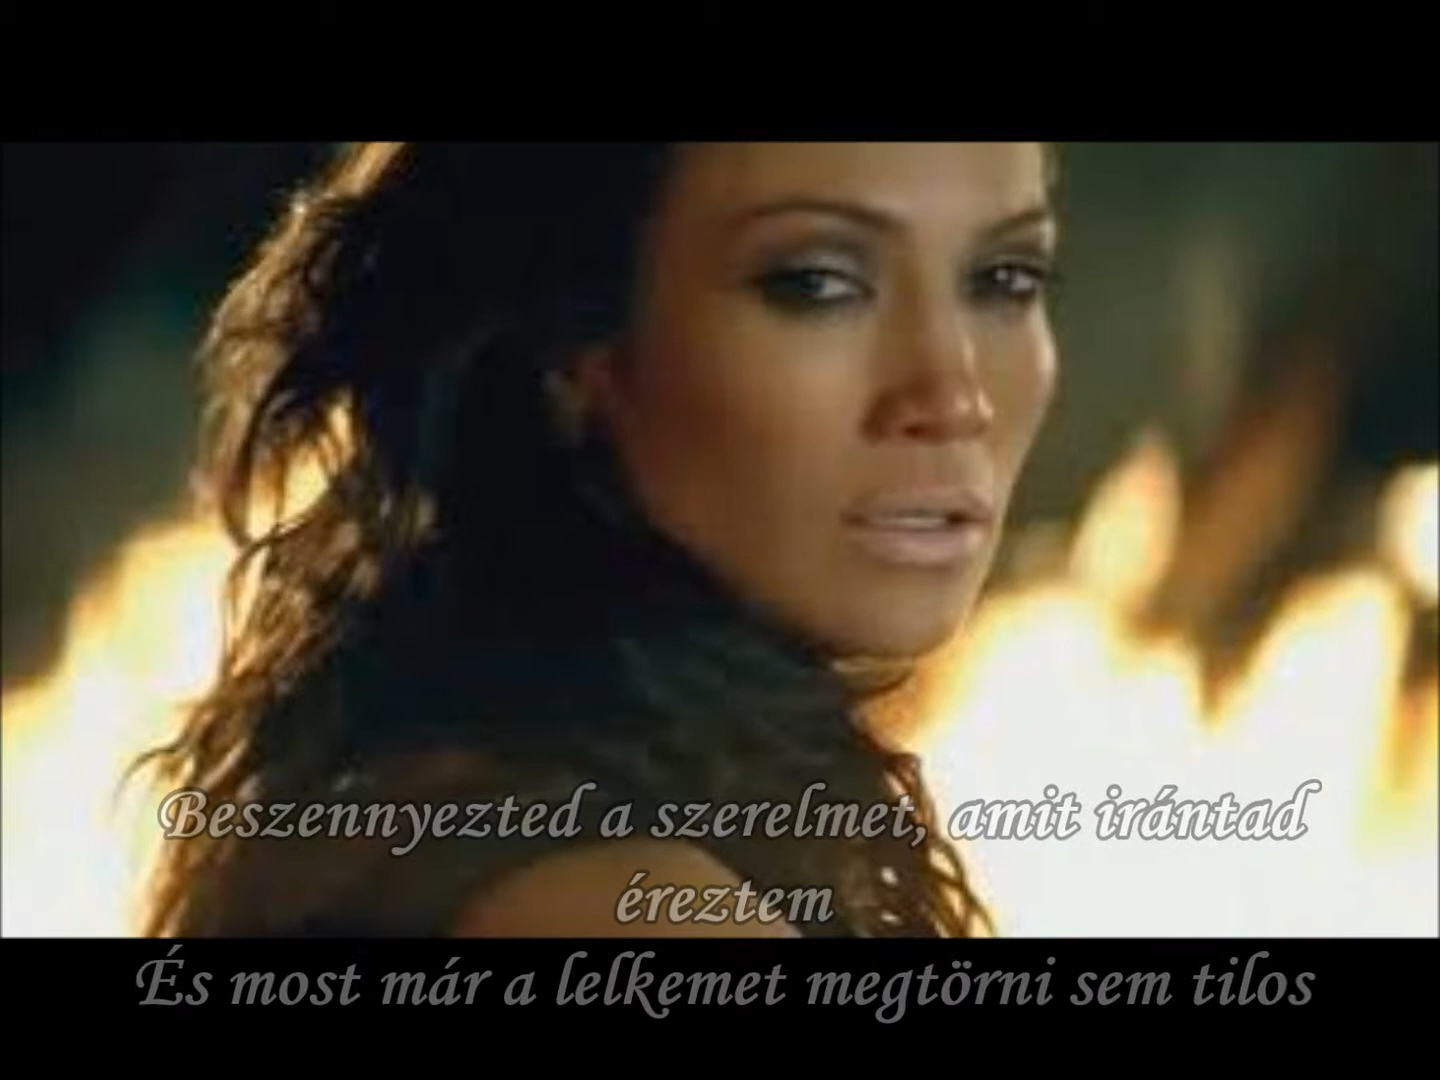 Beszennyezted a szerelmet, amit irántad
éreztem
És most már a lelkemet megtörni sem tilos